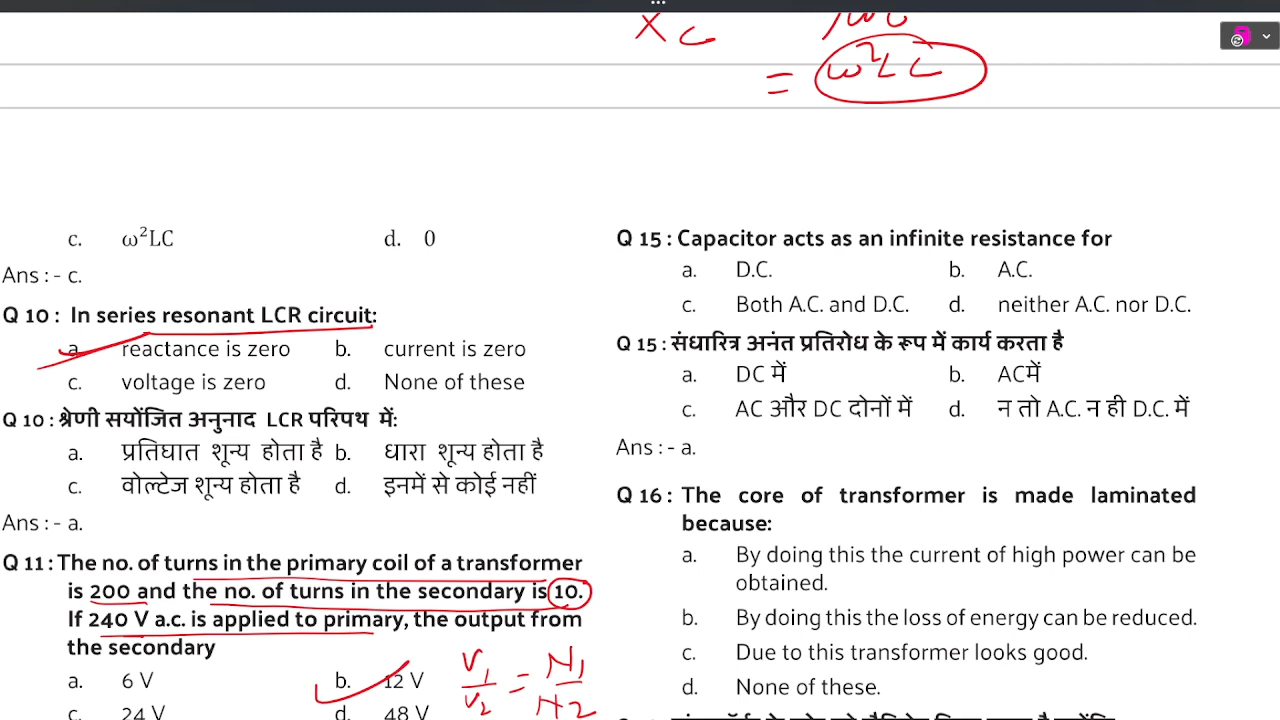 X_C
= ω²LC
c. ω²LC d. 0
Ans : - c.
Q 10 : In series resonant LCR circuit:
a. reactance is zero b. current is zero
c. voltage is zero d. None of these
Q 10 : श्रेणी सयोंजित अनुनाद LCR परिपथ में:
a. प्रतिघात शून्य होता है b. धारा शून्य होता है
c. वोल्टेज शून्य होता है d. इनमें से कोई नहीं
Ans : - a.
Q 11 : The no. of turns in the primary coil of a transformer
is 200 and the no. of turns in the secondary is 10.
If 240 V a.c. is applied to primary, the output from
the secondary
a. 6 V b. 12 V
c. 24 V d. 48 V
V₁/V₂ = N₁/N2
Q 15 : Capacitor acts as an infinite resistance for
a. D.C. b. A.C.
c. Both A.C. and D.C. d. neither A.C. nor D.C.
Q 15 : संधारित्र अनंत प्रतिरोध के रूप में कार्य करता है
a. DC में b. ACमें
c. AC और DC दोनों में d. न तो A.C. न ही D.C. में
Ans : - a.
Q 16 : The core of transformer is made laminated
because:
a. By doing this the current of high power can be
obtained.
b. By doing this the loss of energy can be reduced.
c. Due to this transformer looks good.
d. None of these.